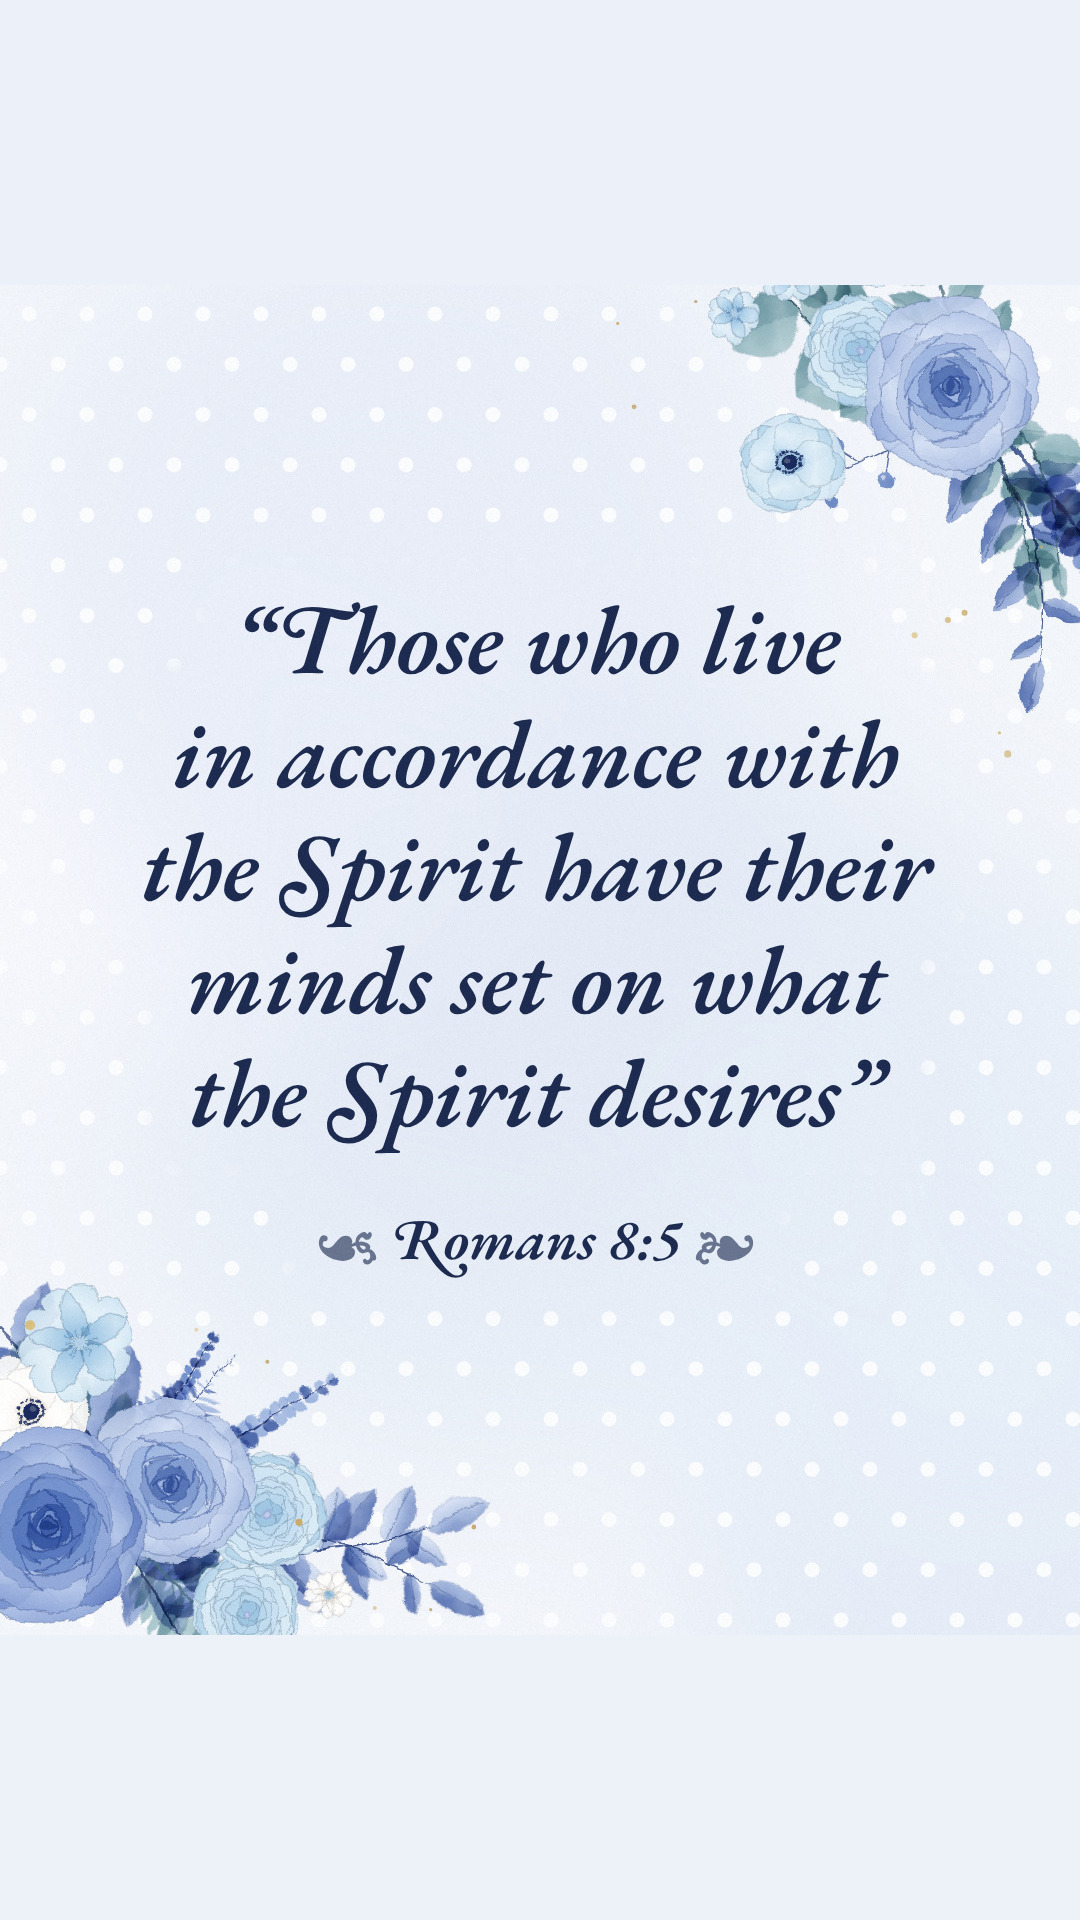 “Those who live
in accordance with
the Spirit have their
minds set on what
the Spirit desires”
Romans 8:5